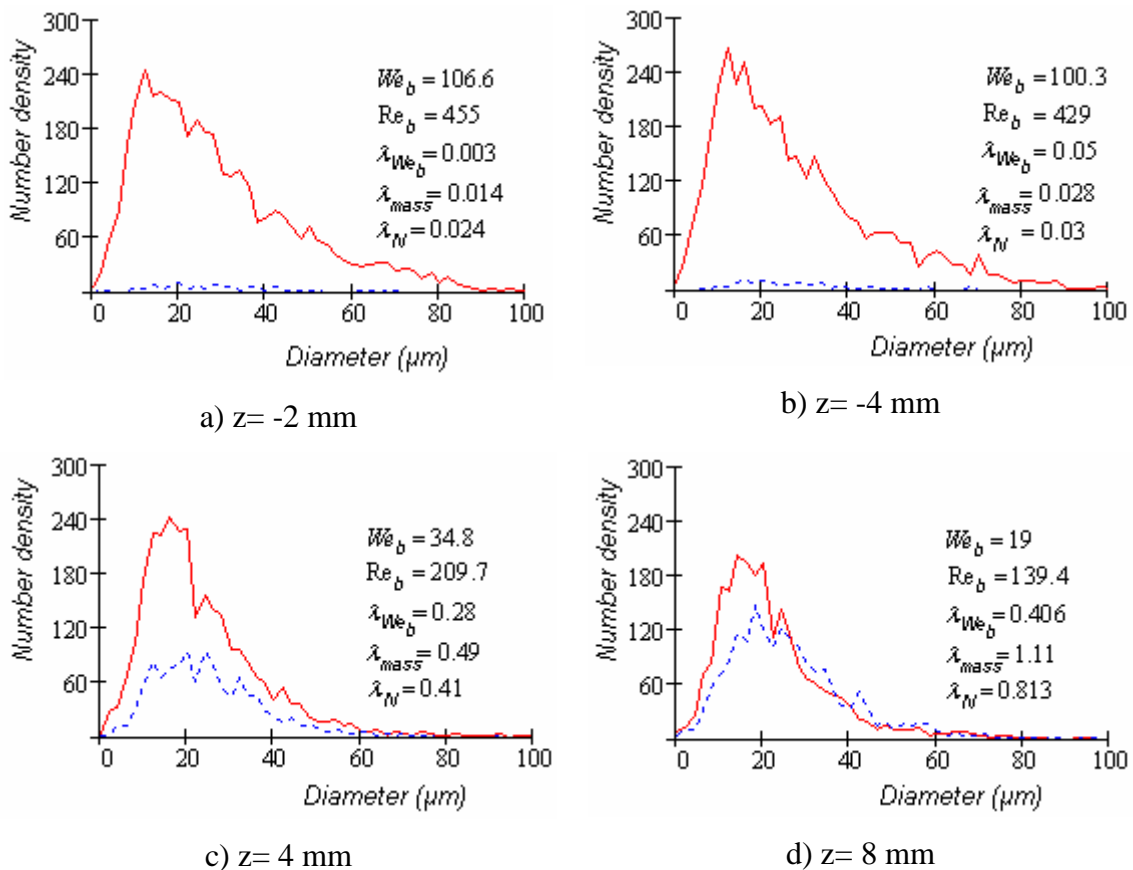 300
240
180
120
60
Number density
We_b = 106.6
Re_b = 455
λ_We_b = 0.003
λ_mass = 0.014
λ_N = 0.024
0 20 40 60 80 100
Diameter (μm)
a) z= -2 mm
300
240
180
120
60
Number density
We_b = 100.3
Re_b = 429
λ_We_b = 0.05
λ_mass = 0.028
λ_N = 0.03
0 20 40 60 80 100
Diameter (μm)
b) z= -4 mm
300
240
180
120
60
Number density
We_b = 34.8
Re_b = 209.7
λ_We_b = 0.28
λ_mass = 0.49
λ_N = 0.41
0 20 40 60 80 100
Diameter (μm)
c) z= 4 mm
300
240
180
120
60
Number density
We_b = 19
Re_b = 139.4
λ_We_b = 0.406
λ_mass = 1.11
λ_N = 0.813
0 20 40 60 80 100
Diameter (μm)
d) z= 8 mm